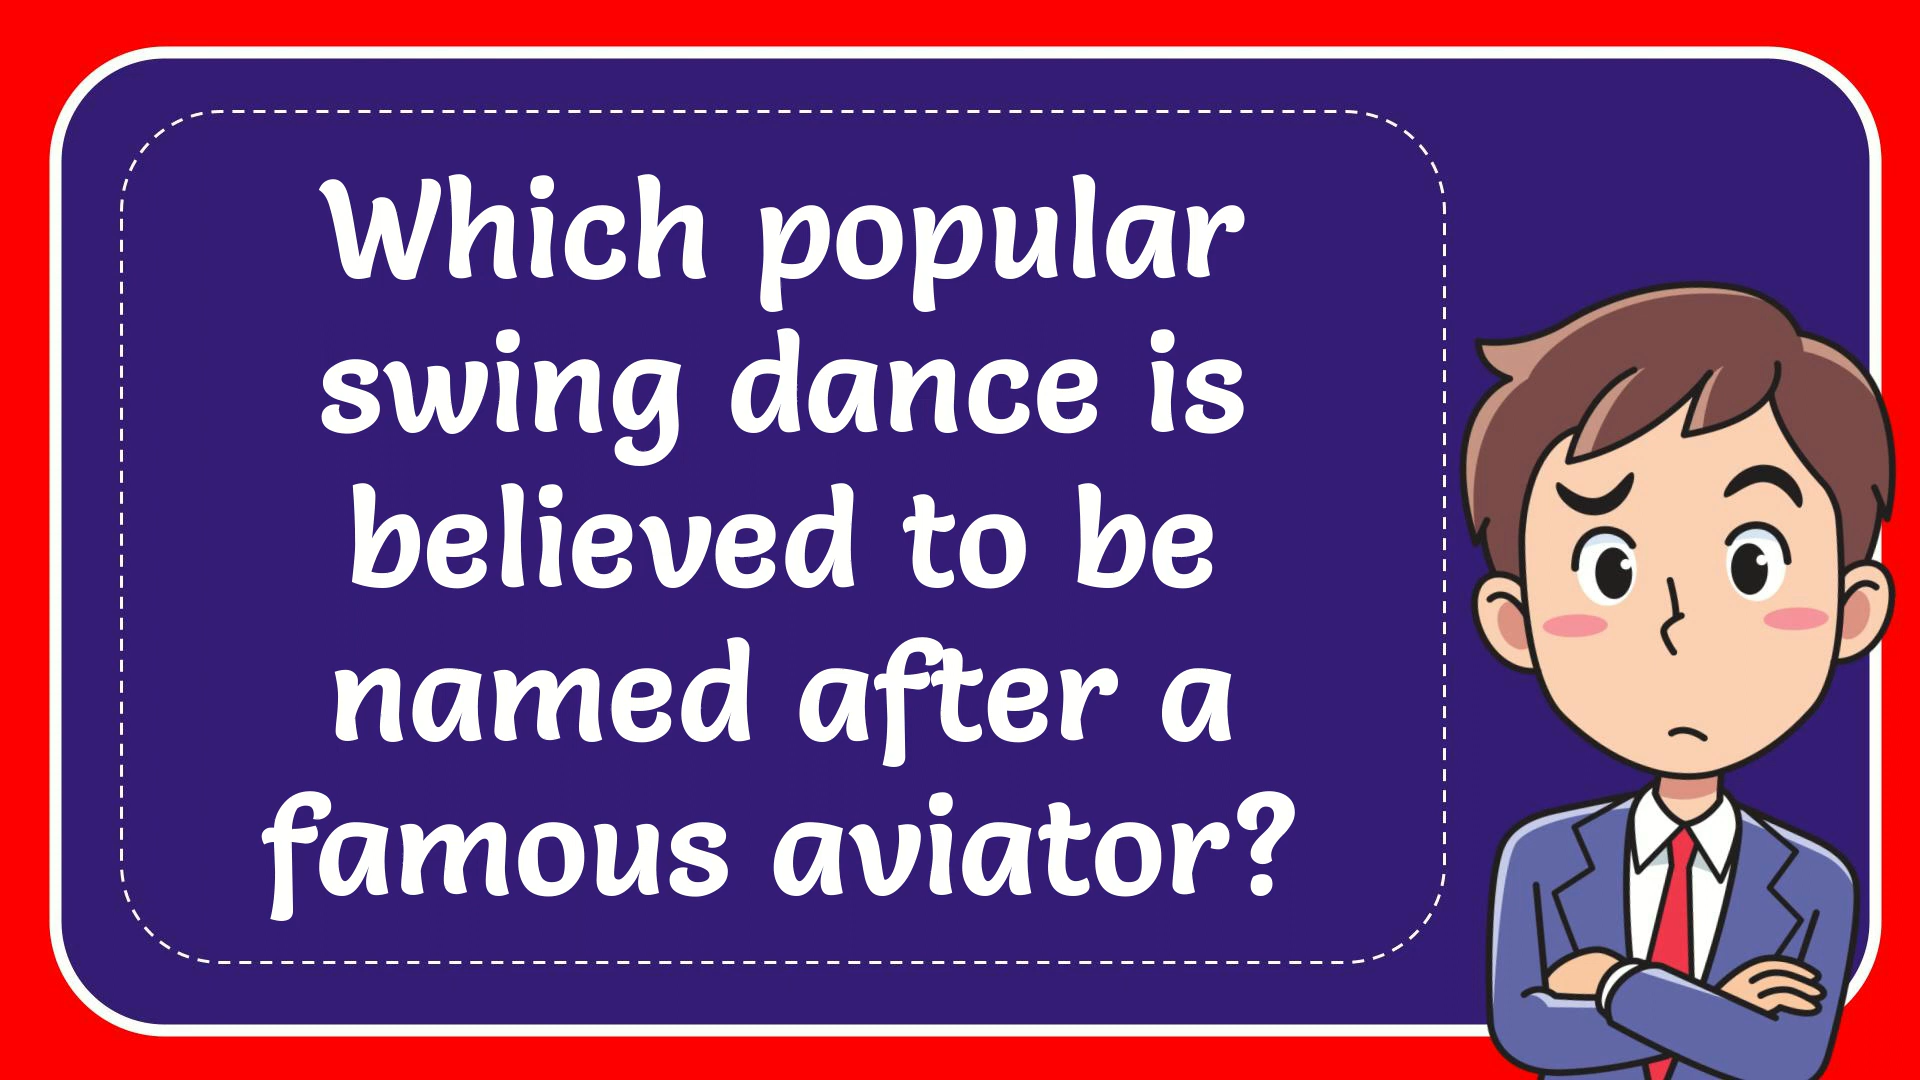 Which popular
swing dance is
believed to be
named after a
famous aviator?